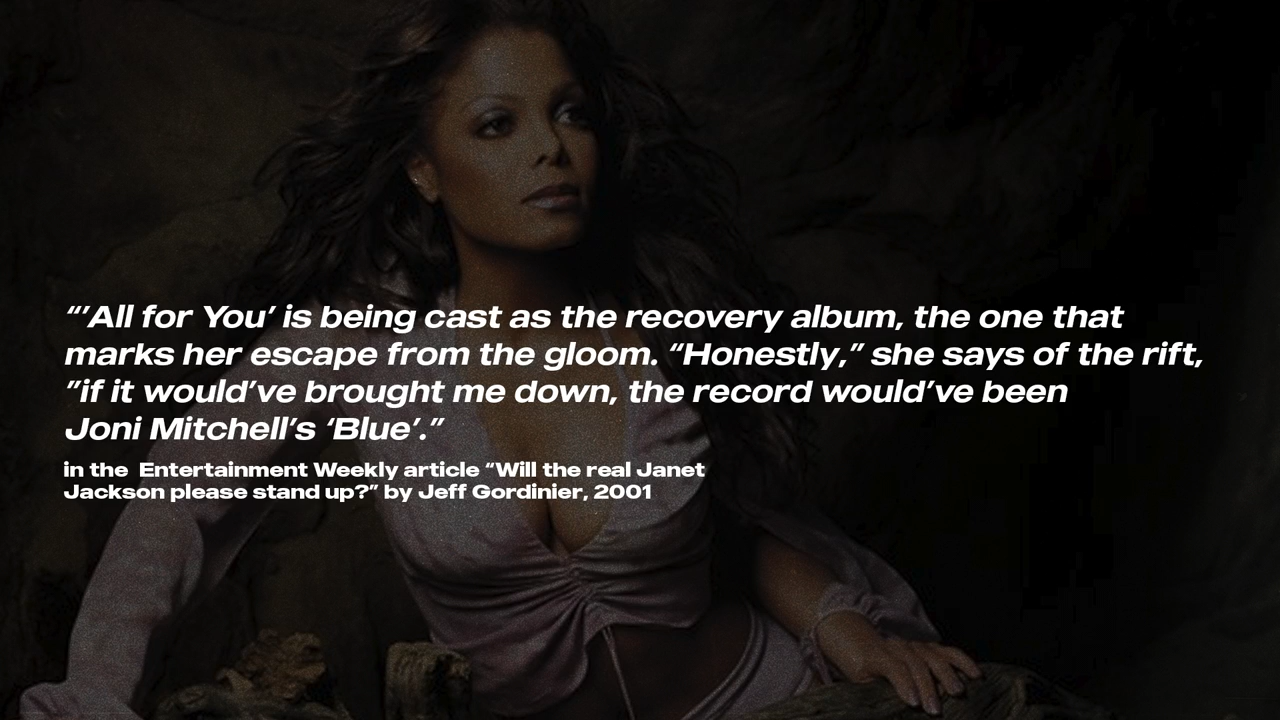 “’All for You’ is being cast as the recovery album, the one that
marks her escape from the gloom. “Honestly,” she says of the rift,
”if it would’ve brought me down, the record would’ve been
Joni Mitchell’s ‘Blue’.”
in the  Entertainment Weekly article “Will the real Janet
Jackson please stand up?” by Jeff Gordinier, 2001